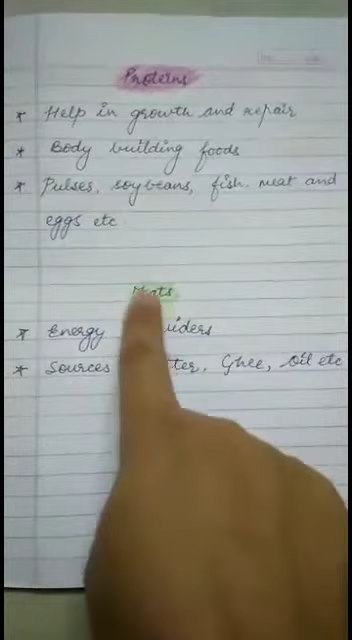 Proteins
* Help in growth and repair
* Body building foods
* Pulses, soybeans, fish. meat and
eggs etc
* Energy
* Sources , Ghee, Oil etc